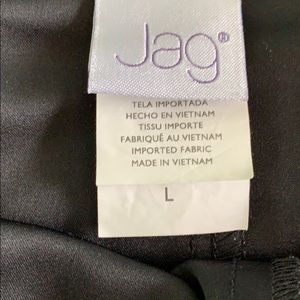 Jag®
TELA IMPORTADA
HECHO EN VIETNAM
TISSU IMPORTE
FABRIQUÉ AU VIETNAM
IMPORTED FABRIC
MADE IN VIETNAM
L